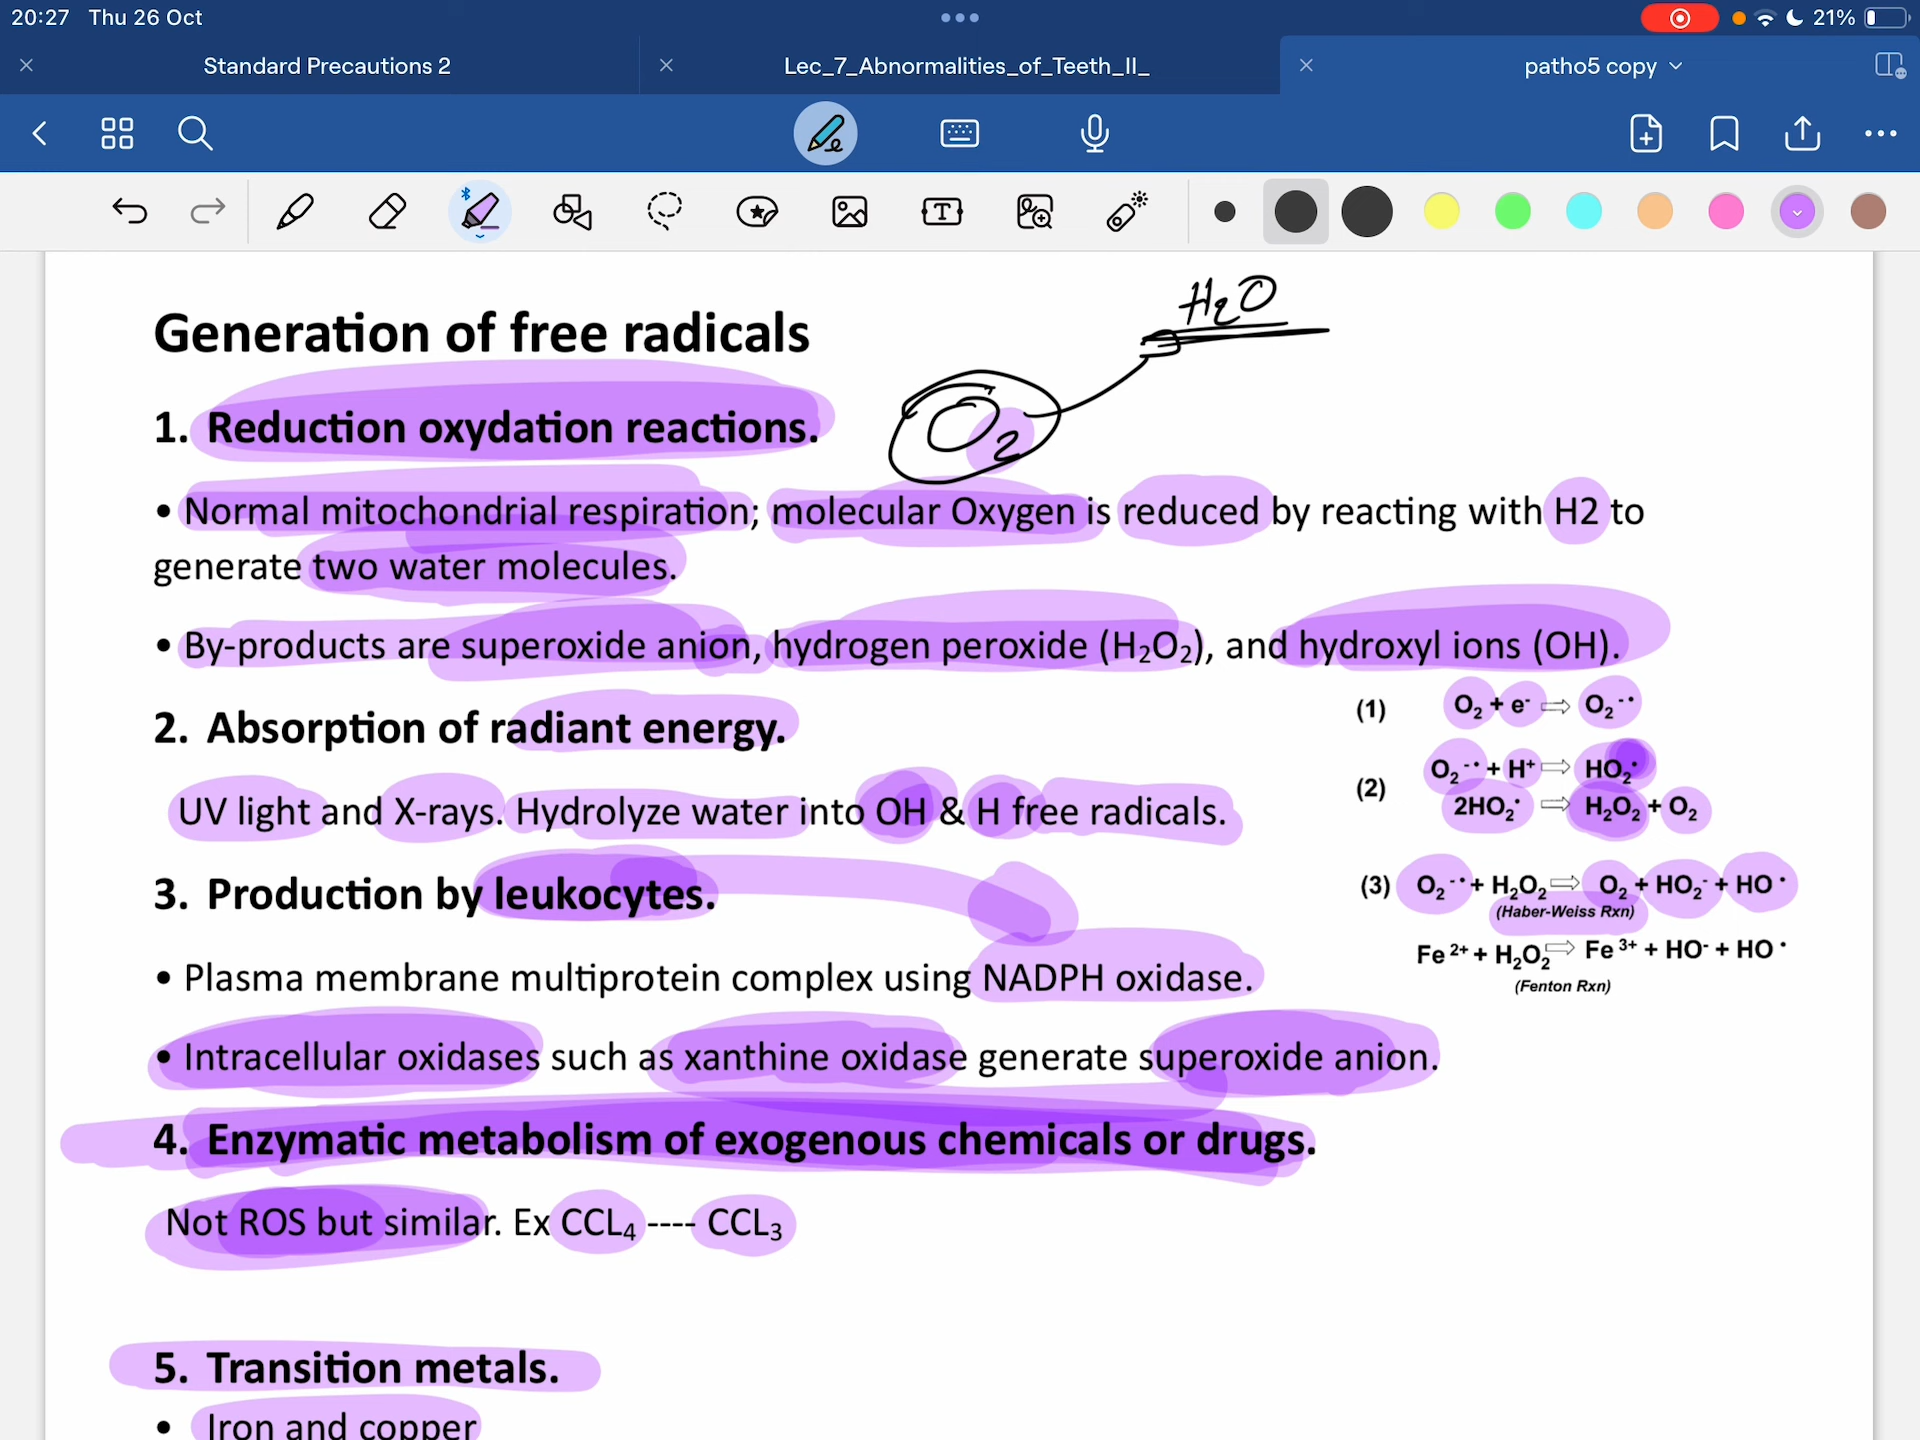 20:27 Thu 26 Oct
21%
Standard Precautions 2
Lec_7_Abnormalities_of_Teeth_II_
patho5 copy
H2O
Generation of free radicals
O2
1. Reduction oxydation reactions.
• Normal mitochondrial respiration; molecular Oxygen is reduced by reacting with H2 to
generate two water molecules.
• By-products are superoxide anion, hydrogen peroxide (H₂O₂), and hydroxyl ions (OH).
2. Absorption of radiant energy.
UV light and X-rays. Hydrolyze water into OH & H free radicals.
3. Production by leukocytes.
• Plasma membrane multiprotein complex using NADPH oxidase.
• Intracellular oxidases such as xanthine oxidase generate superoxide anion.
4. Enzymatic metabolism of exogenous chemicals or drugs.
Not ROS but similar. Ex CCL₄ ---- CCL₃
5. Transition metals.
• Iron and copper
(1) O₂ + e⁻ ⇨ O₂⁻•
(2) O₂⁻• + H⁺ ⇨ HO₂•
2HO₂• ⇨ H₂O₂ + O₂
(3) O₂⁻• + H₂O₂ ⇨ O₂ + HO₂⁻ + HO•
(Haber-Weiss Rxn)
Fe²⁺ + H₂O₂ ⇨ Fe³⁺ + HO⁻ + HO•
(Fenton Rxn)